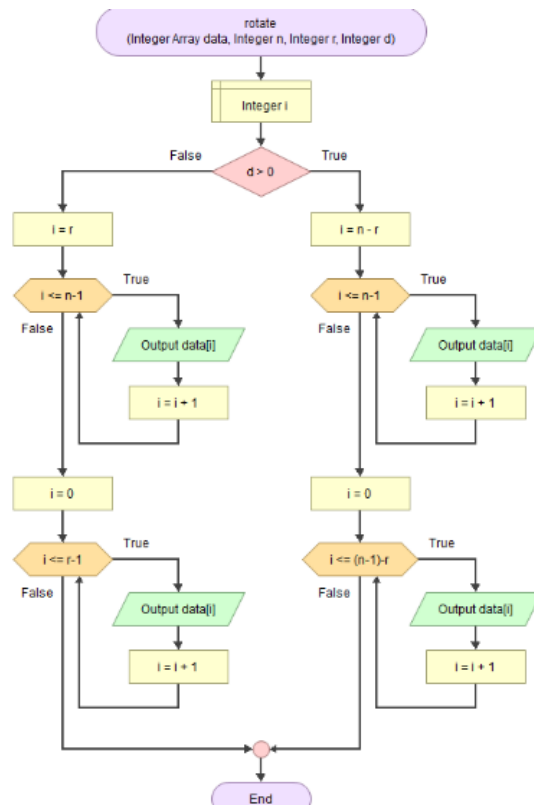 rotate
(Integer Array data, Integer n, Integer r, Integer d)
Integer i
False
True
d > 0
i = r
i = n - r
i <= n-1
True
False
Output data[i]
i = i + 1
i <= n-1
True
False
Output data[i]
i = i + 1
i = 0
i = 0
i <= r-1
True
False
Output data[i]
i = i + 1
i <= (n-1)-r
True
False
Output data[i]
i = i + 1
End